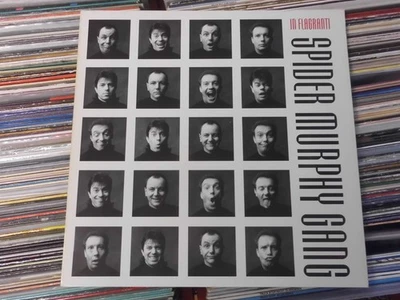 IN FLAGRANTI
SPIDER MURPHY GANG